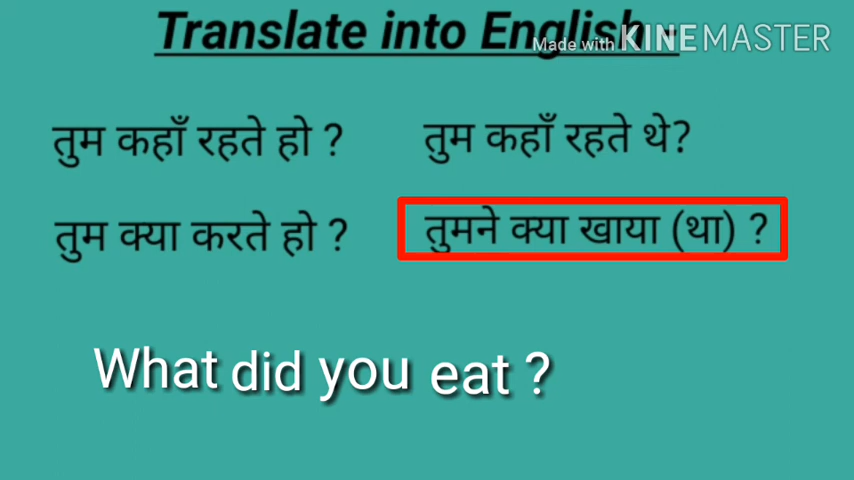 Translate into English:-
Made with KINEMASTER
तुम कहाँ रहते हो ?
तुम कहाँ रहते थे?
तुम क्या करते हो ?
तुमने क्या खाया (था) ?
What did you eat ?